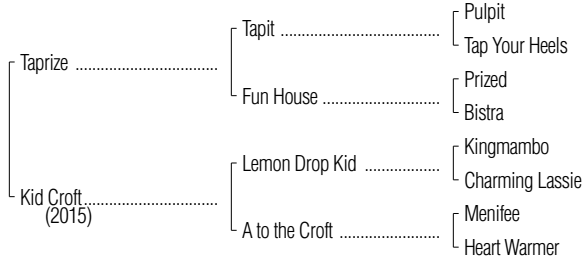 Pulpit
Tapit ....................................
Tap Your Heels
Taprize ....................................
Prized
Fun House .............................
Bistra
Kingmambo
Lemon Drop Kid ...................
Charming Lassie
Kid Croft..................................
(2015)
Menifee
A to the Croft .........................
Heart Warmer